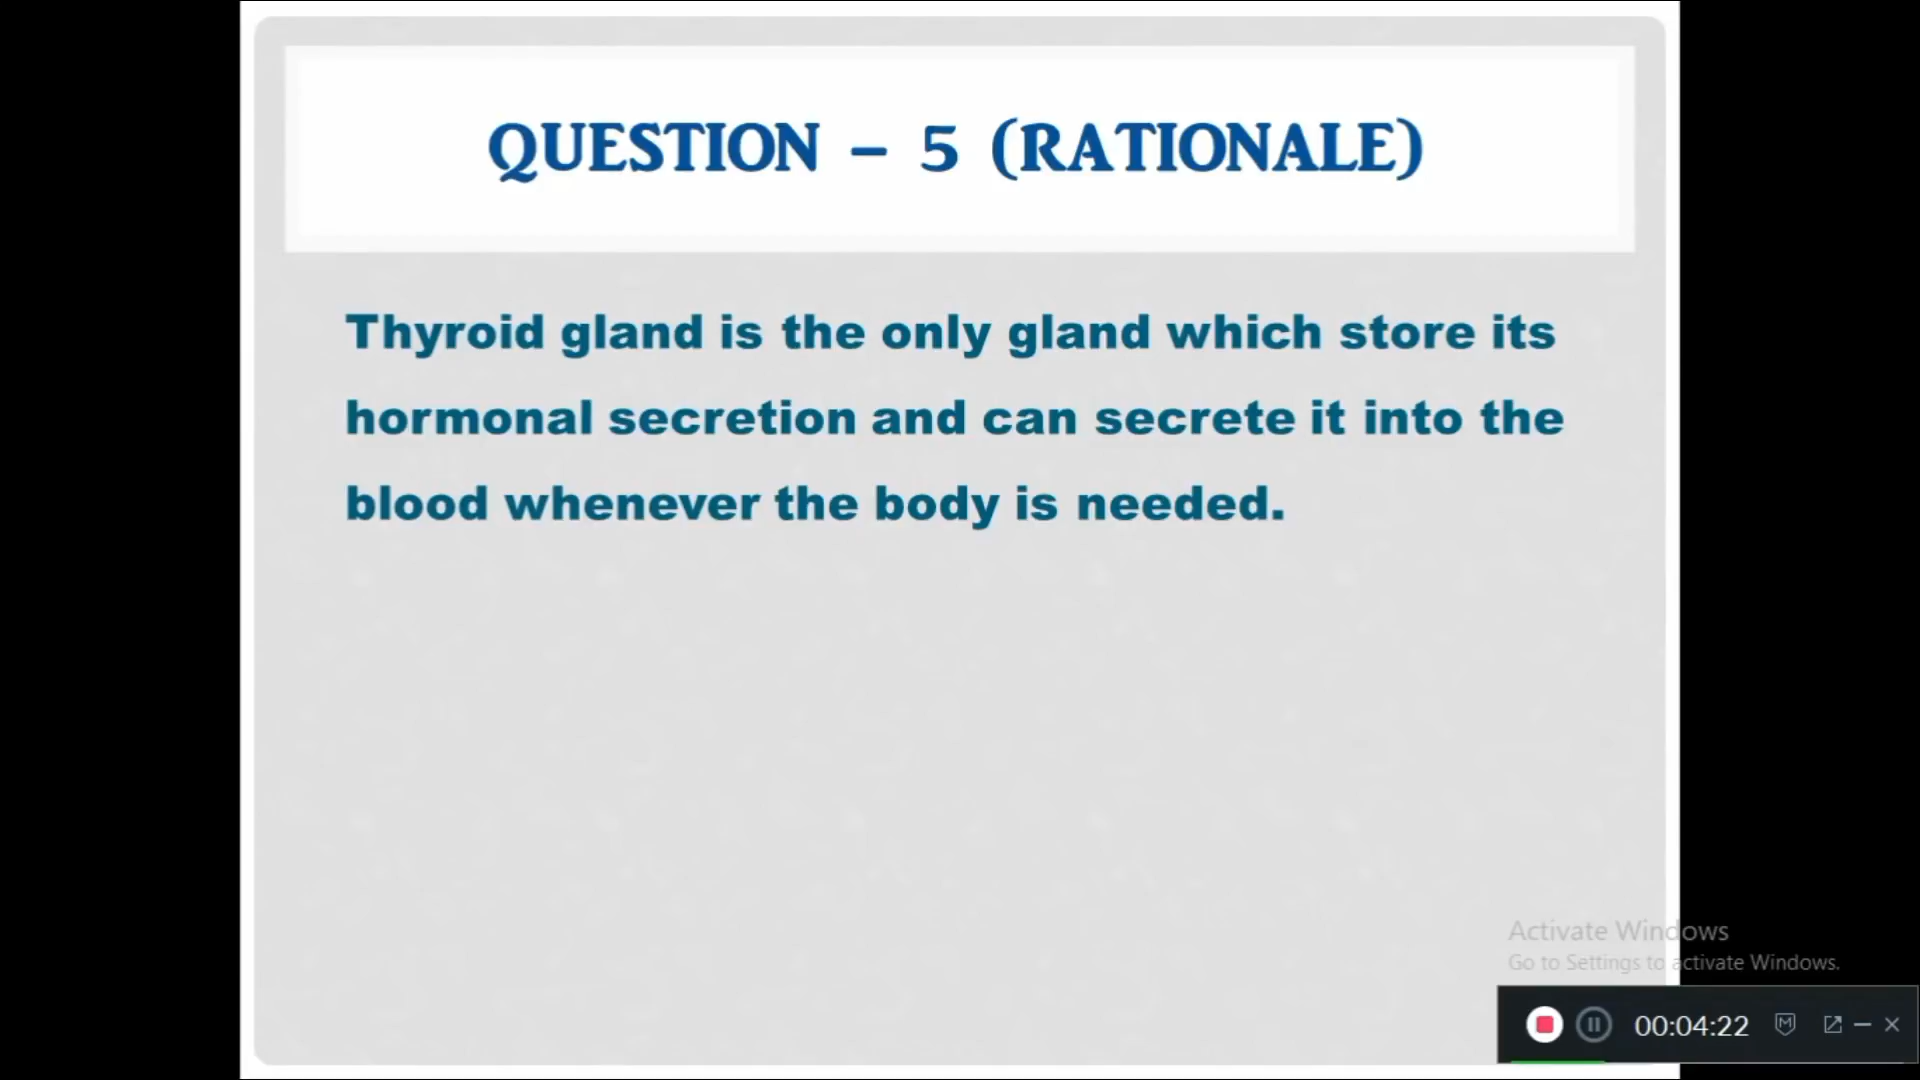 QUESTION – 5 (RATIONALE)
Thyroid gland is the only gland which store its
hormonal secretion and can secrete it into the
blood whenever the body is needed.
Activate Windows
Go to Settings to activate Windows.
00:04:22